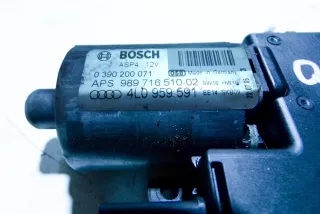 BOSCH
ASP4 12V
0 390 200 071
Made in Germany
APS 989 716 510-02
4L0 959 591